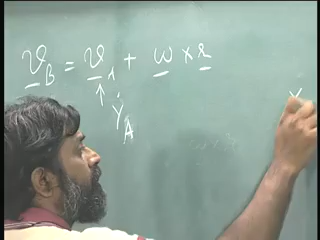 v_B = v_A + ω × r
↑ Ẏ_A
x